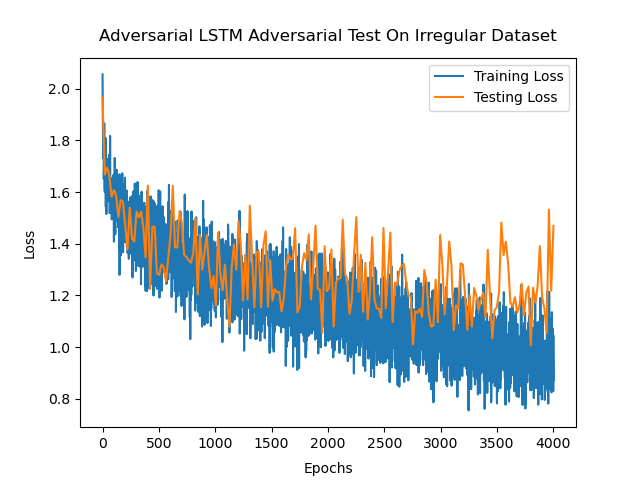 Adversarial LSTM Adversarial Test On Irregular Dataset
Training Loss
Testing Loss
Loss
2.0
1.8
1.6
1.4
1.2
1.0
0.8
0 500 1000 1500 2000 2500 3000 3500 4000
Epochs